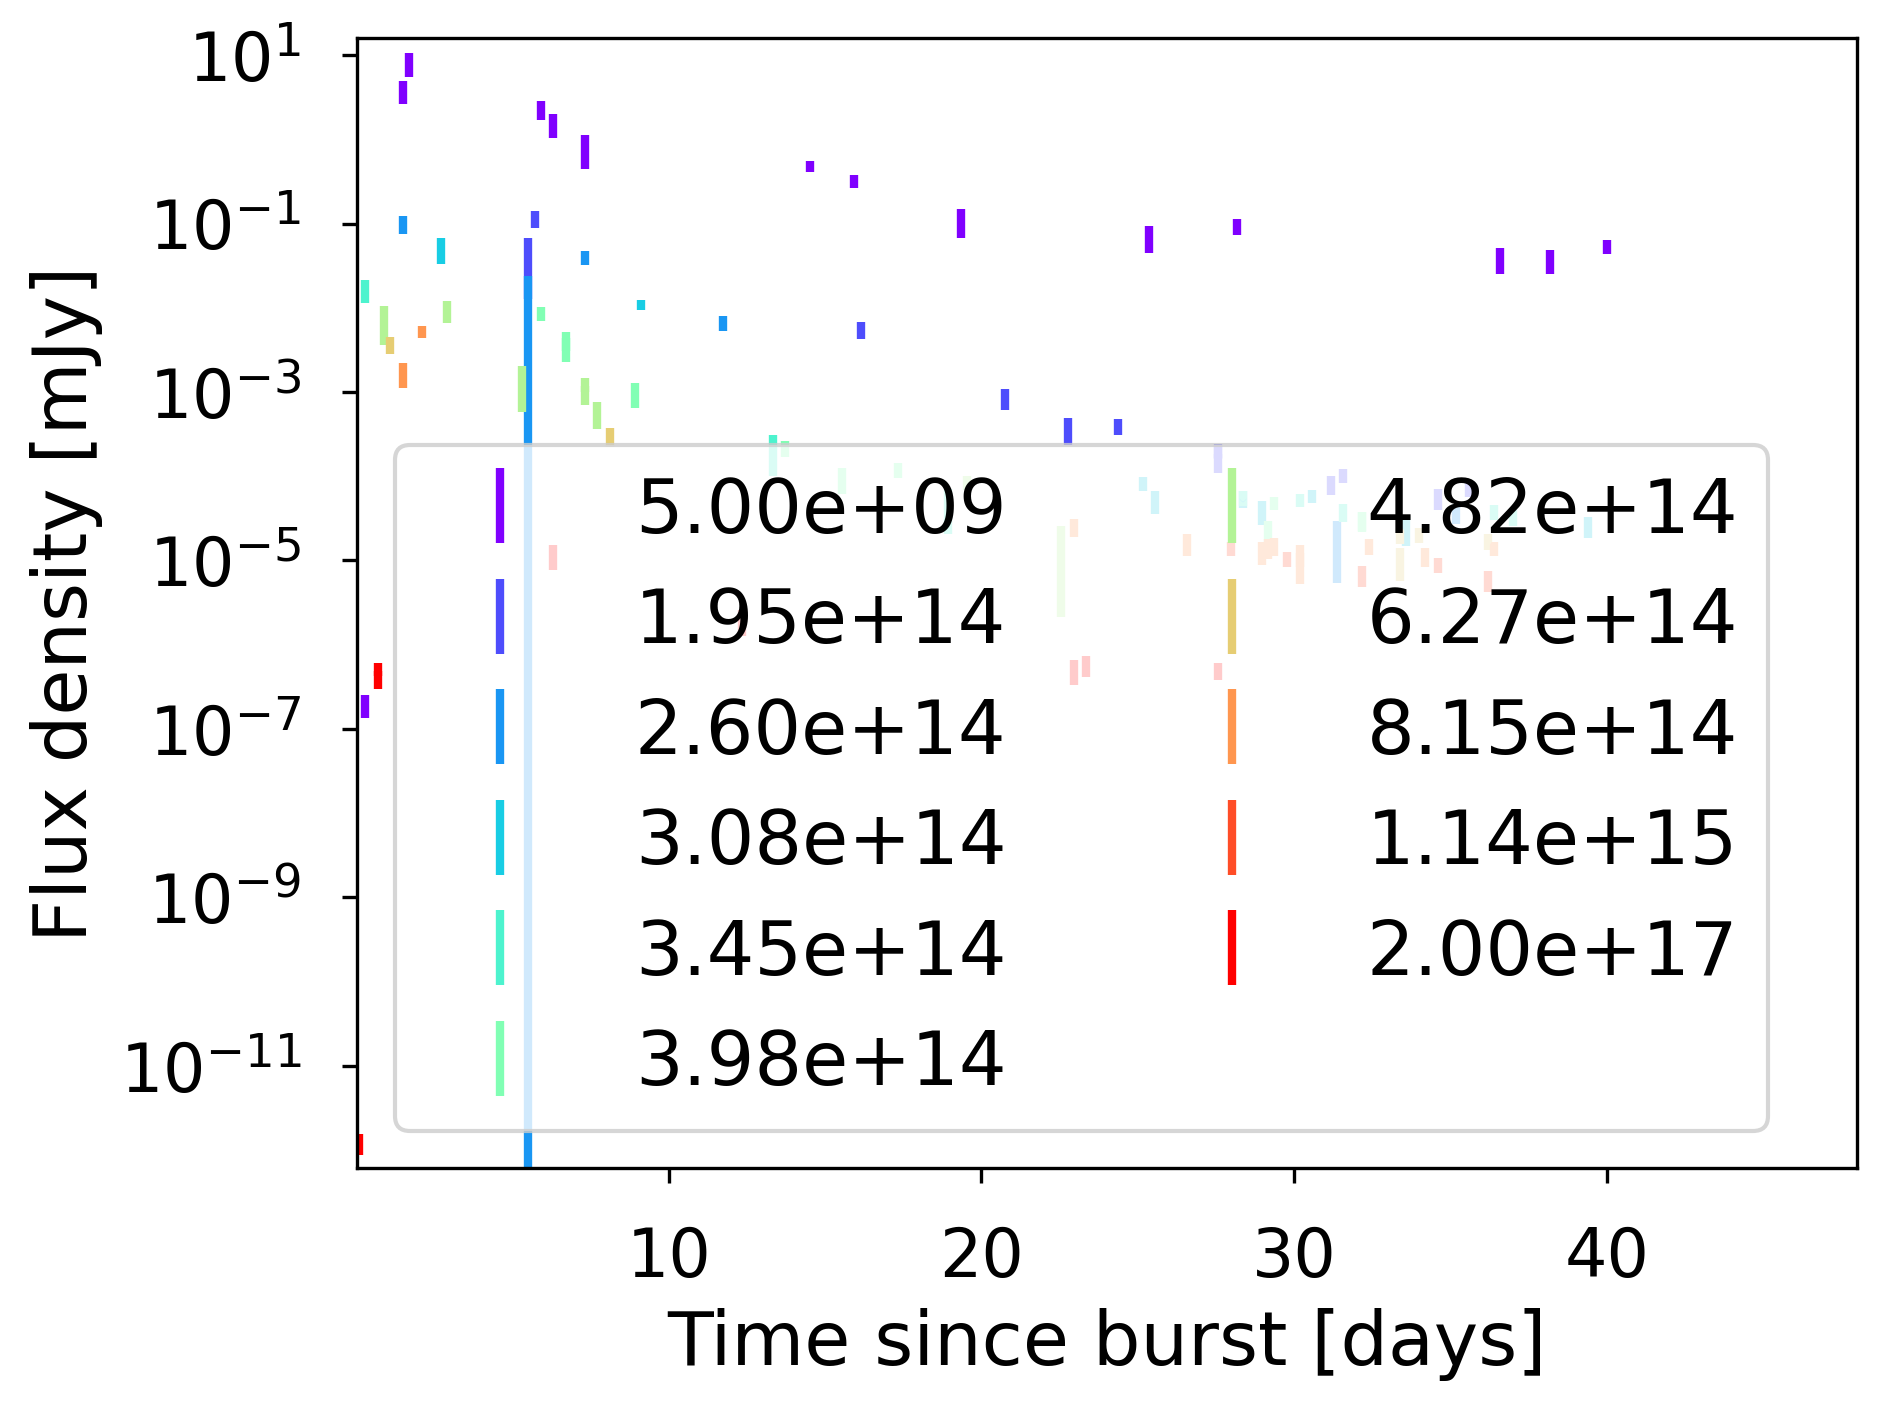 10¹
10⁻¹
10⁻³
10⁻⁵
10⁻⁷
10⁻⁹
10⁻¹¹
Flux density [mJy]
5.00e+09
1.95e+14
2.60e+14
3.08e+14
3.45e+14
3.98e+14
4.82e+14
6.27e+14
8.15e+14
1.14e+15
2.00e+17
10 20 30 40
Time since burst [days]